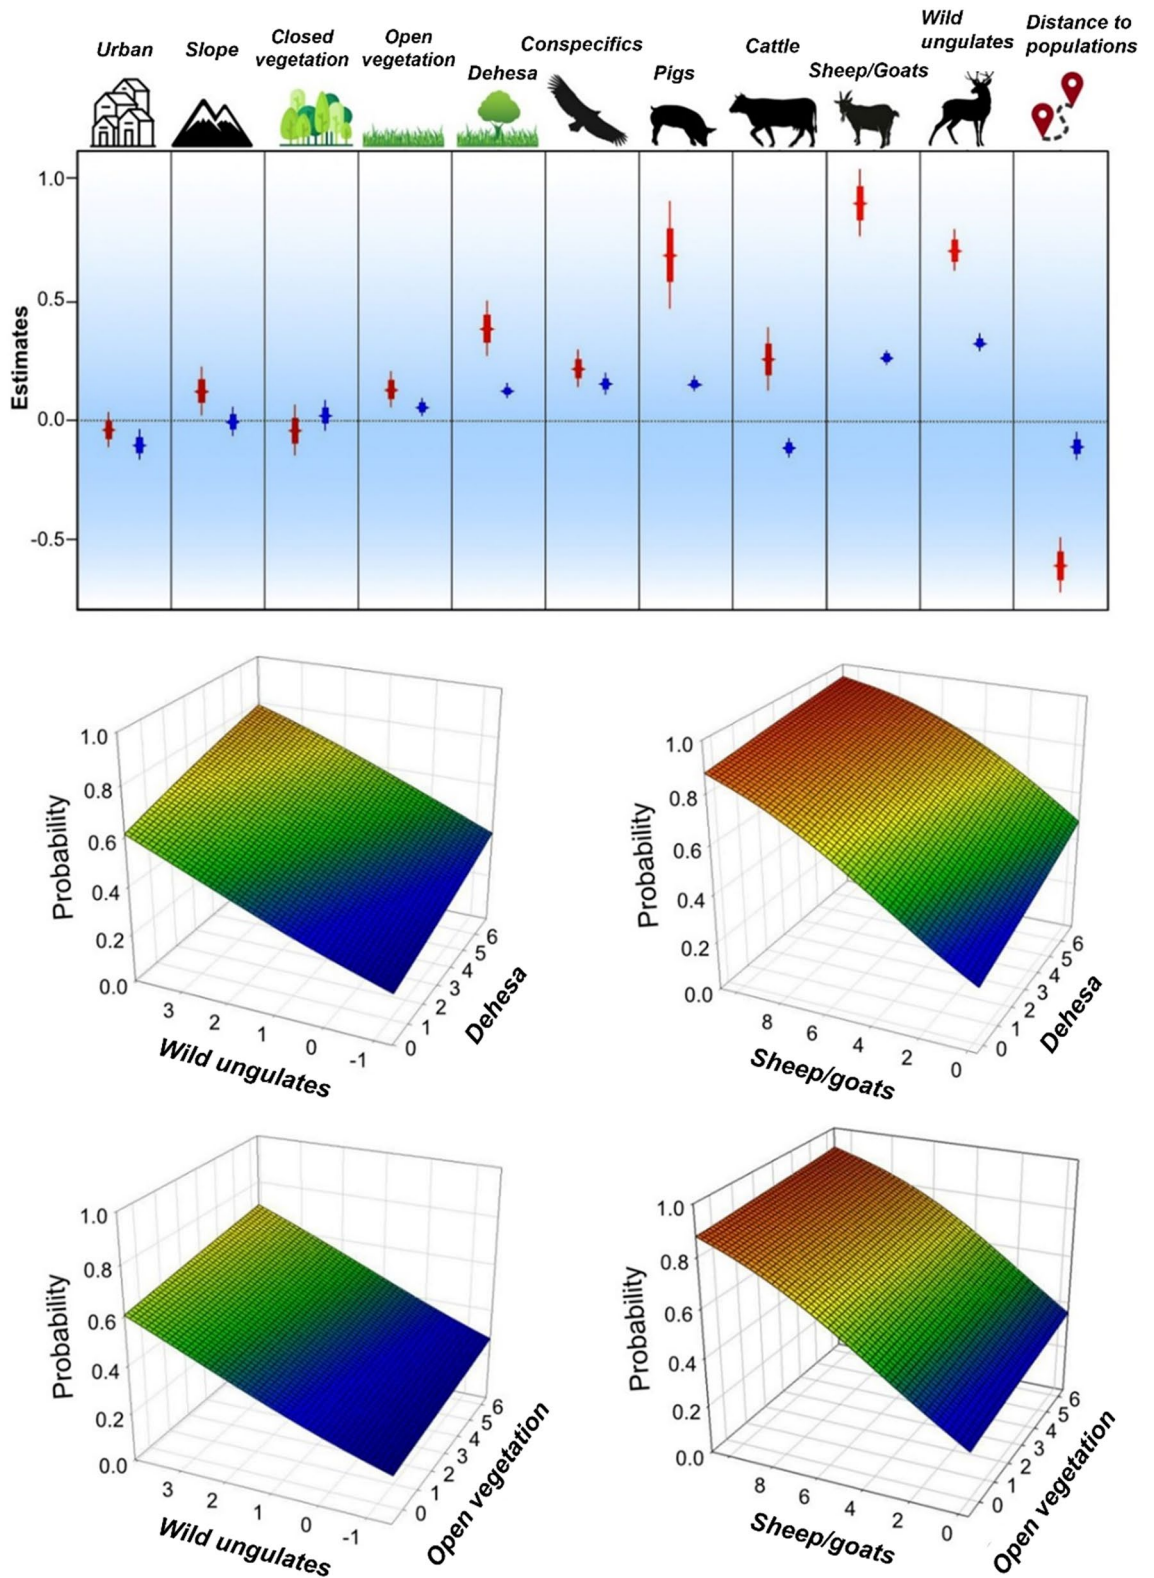 Urban
Slope
Closed
vegetation
Open
vegetation
Dehesa
Conspecifics
Pigs
Cattle
Sheep/Goats
Wild
ungulates
Distance to
populations
Estimates
1.0
0.5
0.0
-0.5
Probability
1.0
0.8
0.6
0.4
0.2
0.0
3
2
1
0
-1
Wild ungulates
0
1
2
3
4
5
6
Dehesa
Probability
1.0
0.8
0.6
0.4
0.2
0.0
8
6
4
2
0
Sheep/goats
0
1
2
3
4
5
6
Dehesa
Probability
1.0
0.8
0.6
0.4
0.2
0.0
3
2
1
0
-1
Wild ungulates
0
1
2
3
4
5
6
Open vegetation
Probability
1.0
0.8
0.6
0.4
0.2
0.0
8
6
4
2
0
Sheep/goats
0
1
2
3
4
5
6
Open vegetation